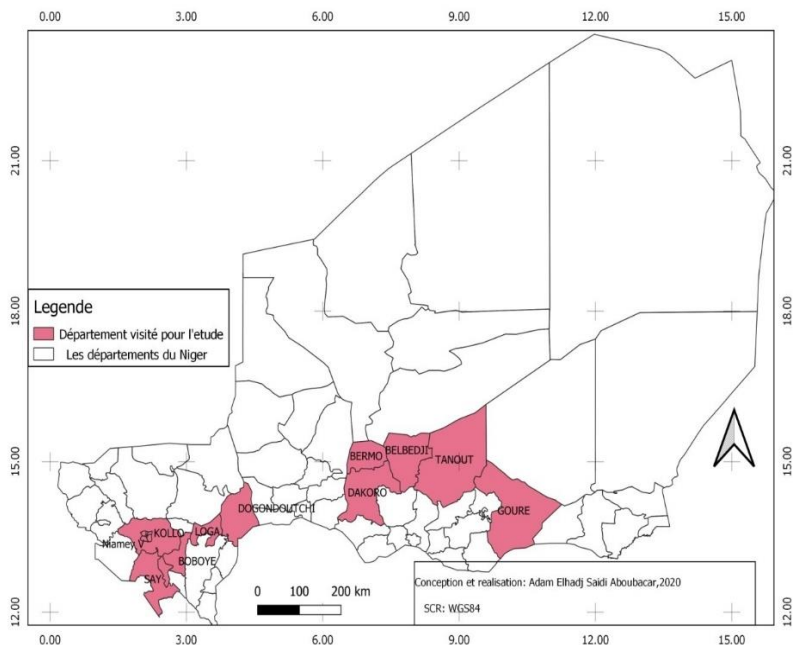 0.00 3.00 6.00 9.00 12.00 15.00
21.00 21.00
18.00 18.00
Legende
Département visité pour l'etude
Les départements du Niger
15.00 15.00
BERMO BELBEDJI TANOUT
DAKORO
GOURE
DOGONDOUTCHI
KOLLO LOGA
Niamey V
BOBOYE
SAY
0 100 200 km
Conception et realisation: Adam Elhadj Saidi Aboubacar,2020
SCR: WGS84
12.00 12.00
0.00 3.00 6.00 9.00 12.00 15.00